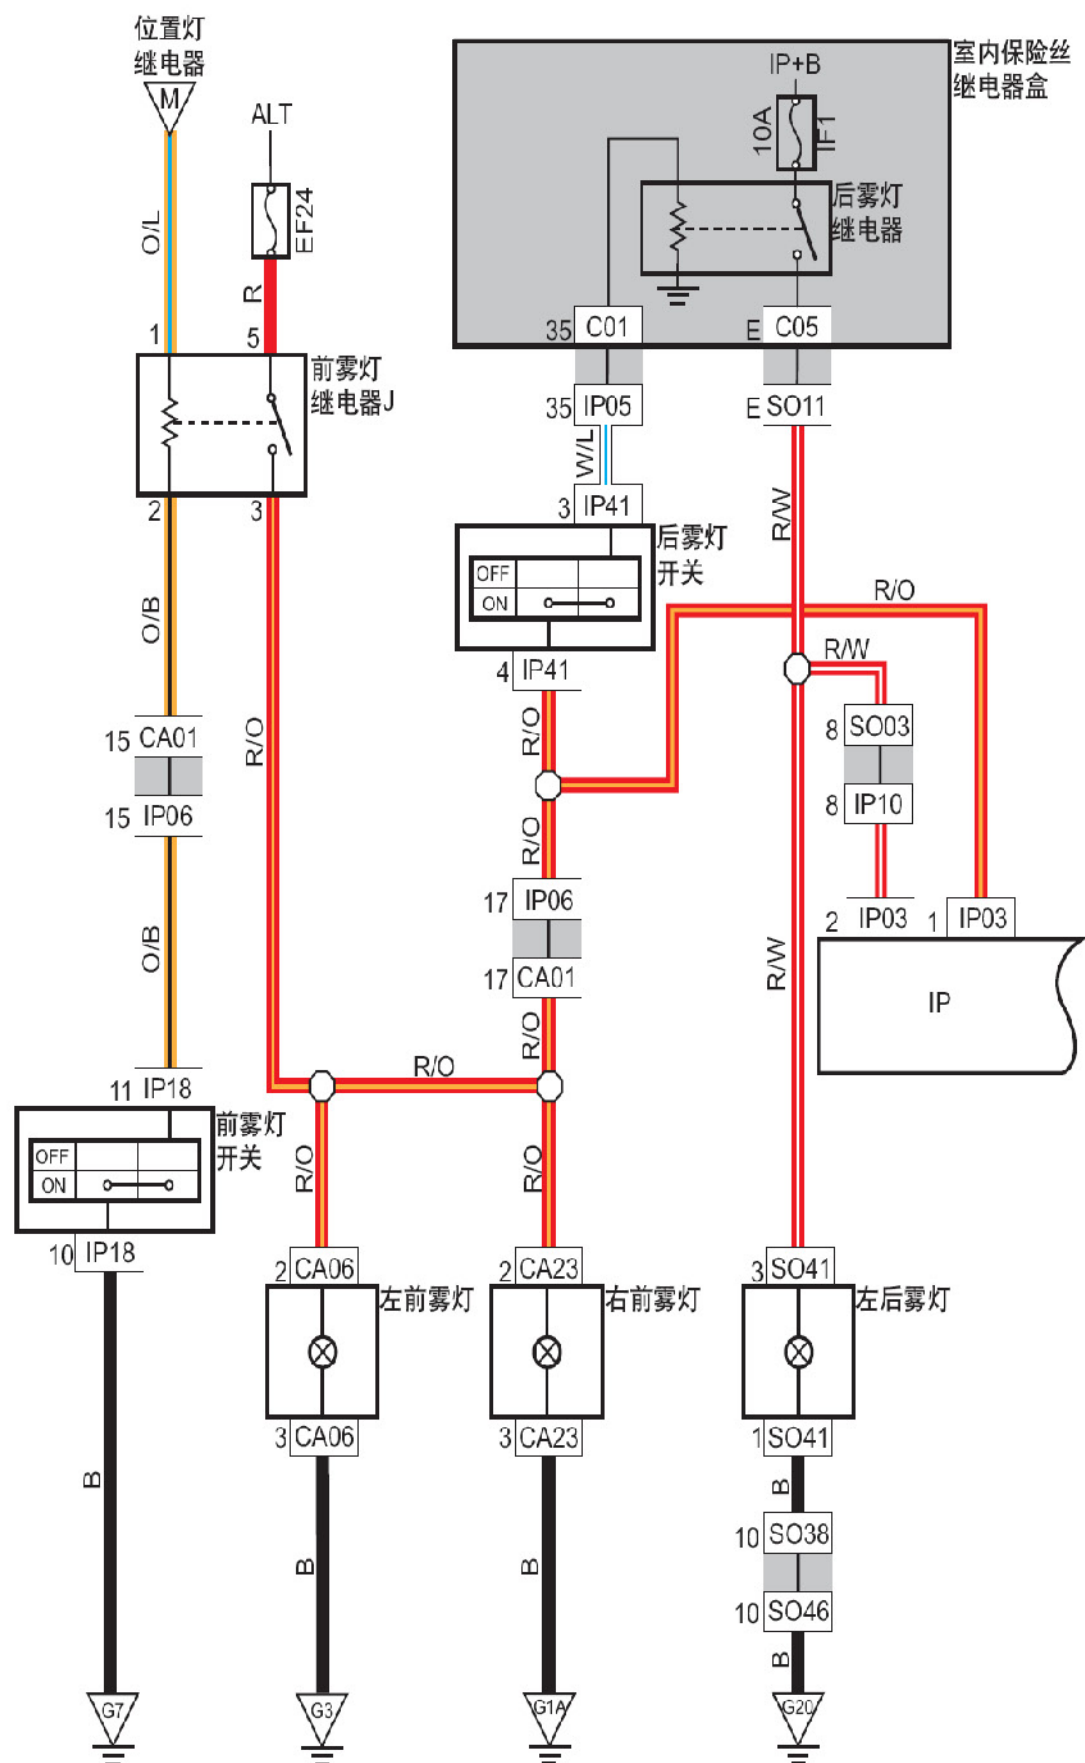 位置灯
继电器
M
ALT
O/L
EF24
R
1
5
前雾灯
继电器J
2
3
O/B
R/O
15 CA01
15 IP06
O/B
11 IP18
前雾灯
开关
OFF
ON
10 IP18
B
G7
室内保险丝
继电器盒
IP+B
10A
IF1
后雾灯
继电器
35 C01
E C05
35 IP05
E SO11
W/L
R/W
3 IP41
后雾灯
开关
OFF
ON
4 IP41
R/O
R/O
R/W
8 SO03
8 IP10
R/O
17 IP06
17 CA01
2 IP03
1 IP03
IP
R/W
R/O
R/O
R/O
R/O
2 CA06
左前雾灯
3 CA06
B
G3
2 CA23
右前雾灯
3 CA23
B
G1A
3 SO41
左后雾灯
1 SO41
B
10 SO38
10 SO46
B
G20